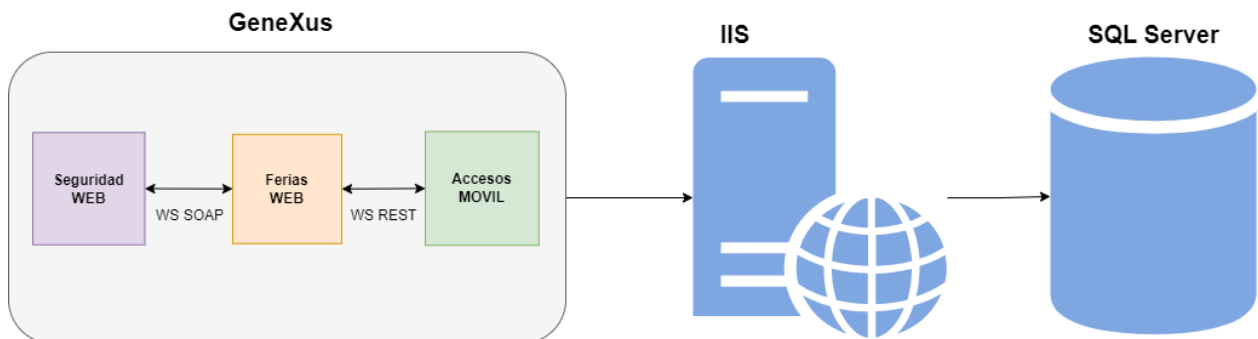 GeneXus
IIS
SQL Server
Seguridad
WEB
WS SOAP
Ferias
WEB
WS REST
Accesos
MOVIL